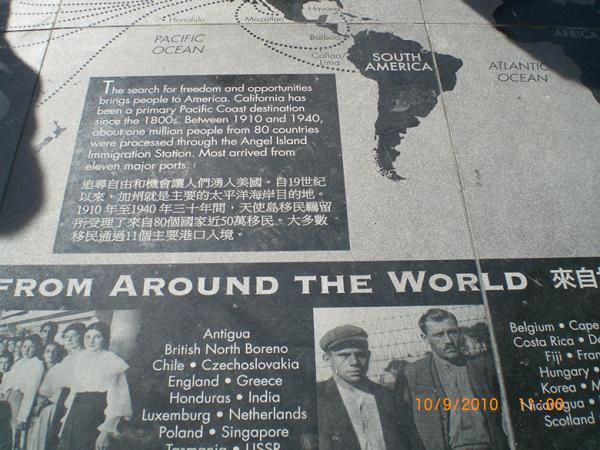 Honolulu
Mazatlan
Havana
Balboa
Callao/
Lima
PACIFIC
OCEAN
SOUTH
AMERICA
ATLANTIC
OCEAN
AFRICA
The search for freedom and opportunities
brings people to America. California has
been a primary Pacific Coast destination
since the 1800s. Between 1910 and 1940,
about one million people from 80 countries
were processed through the Angel Island
Immigration Station. Most arrived from
eleven major ports.
追尋自由和機會讓人們湧入美國。自19世紀
以來，加州就是主要的太平洋海岸目的地。
1910年至1940年三十年間，天使島移民羈留
所受理了來自80個國家近50萬移民。大多數
移民通過11個主要港口入境。
FROM AROUND THE WORLD 來自
Antigua
British North Boreno
Chile • Czechoslovakia
England • Greece
Honduras • India
Luxemburg • Netherlands
Poland • Singapore
Tasmania • USSR
Belgium • Cape
Costa Rica • De
Fiji • Fran
Hungary •
Korea • M
Nicaragua •
Scotland
10/9/2010 11:00